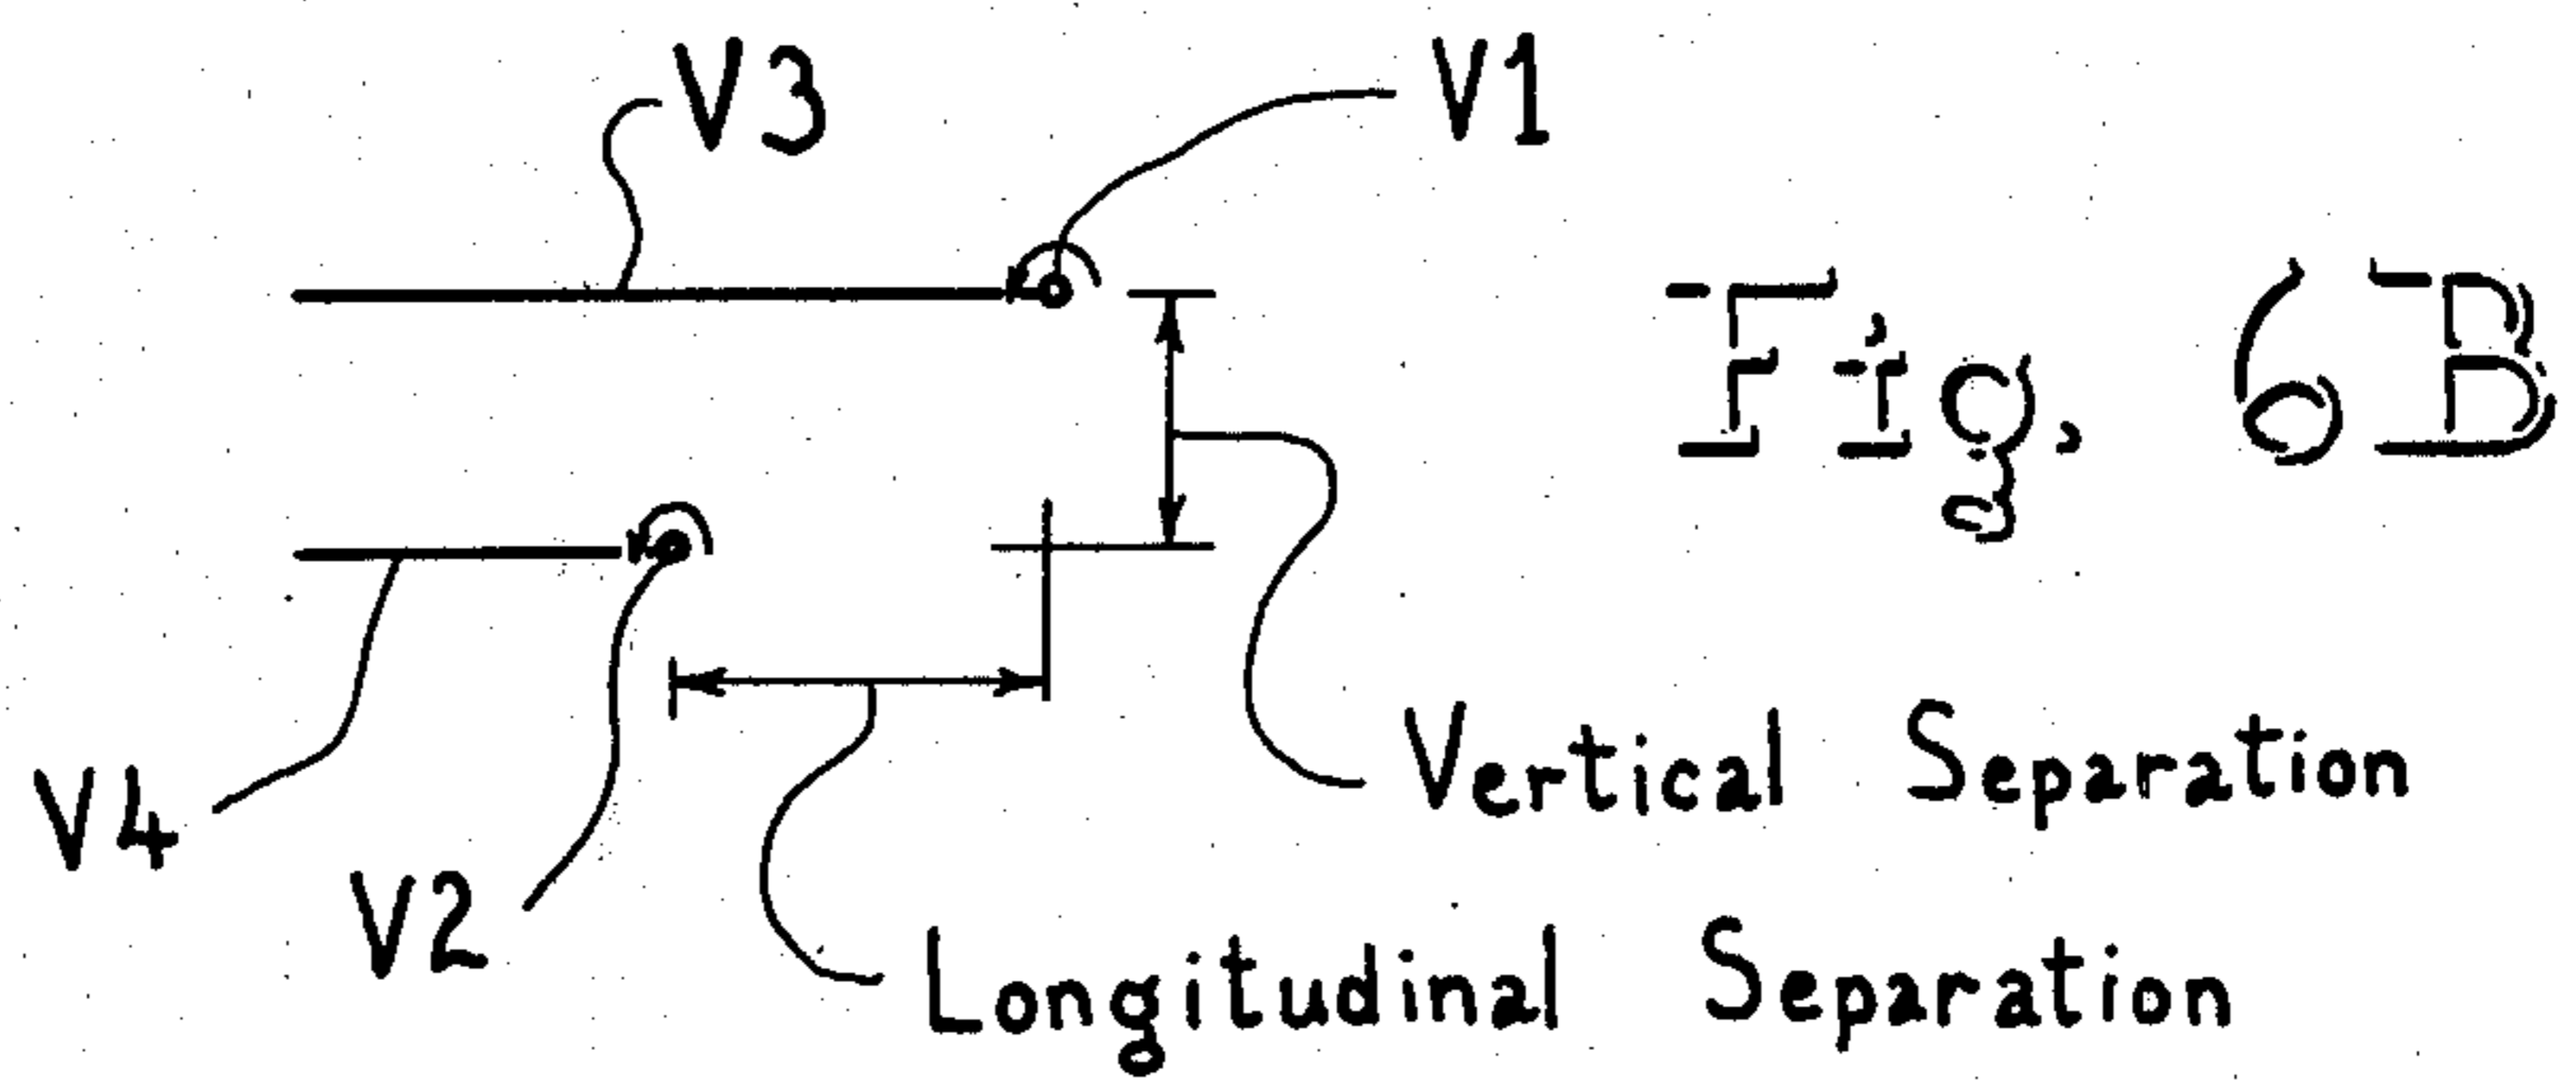 V3
V1
Fig. 6B
V4
V2
Vertical Separation
Longitudinal Separation